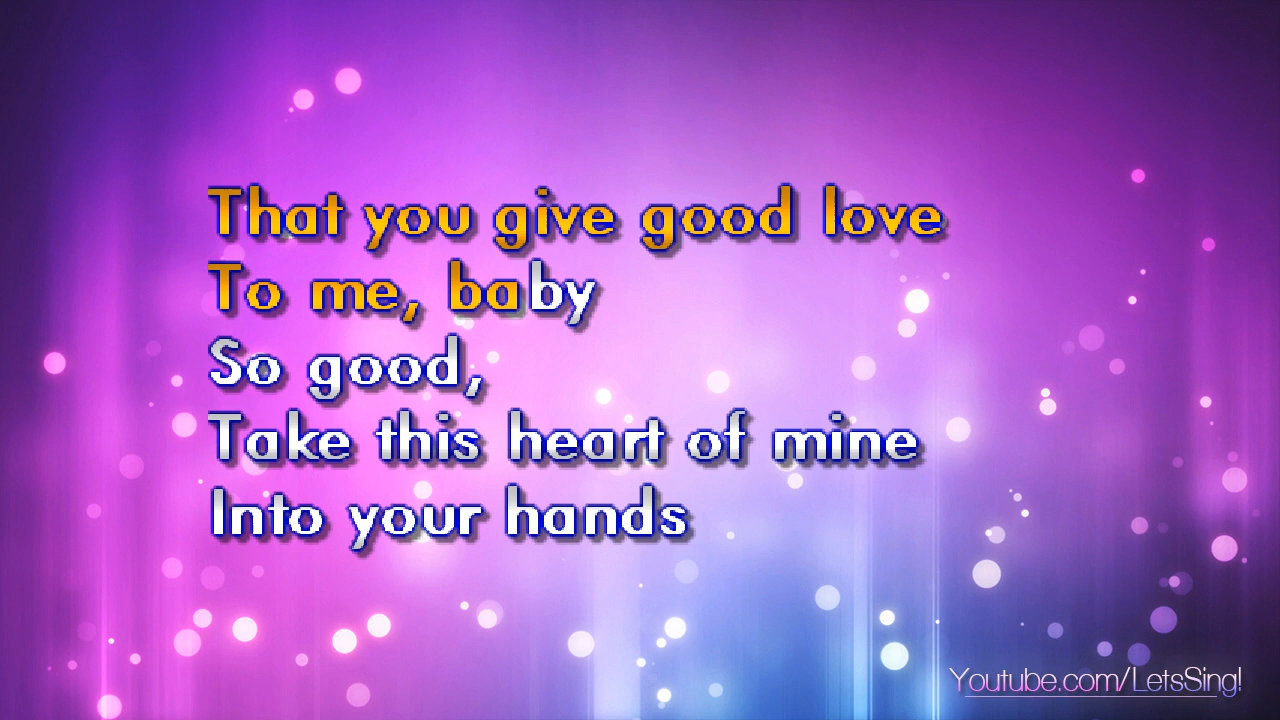 That you give good love
To me, baby
So good,
Take this heart of mine
Into your hands
Youtube.com/LetsSing!